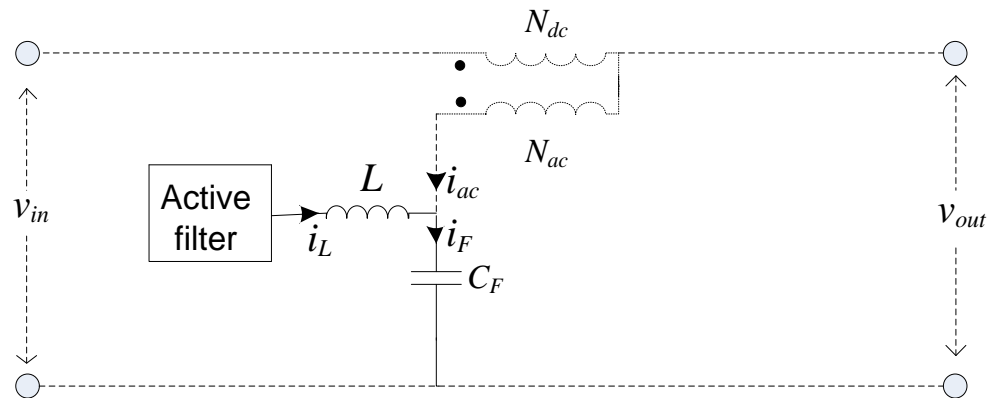 N_dc
N_ac
L
i_ac
Active
filter
i_L
i_F
C_F
v_in
v_out